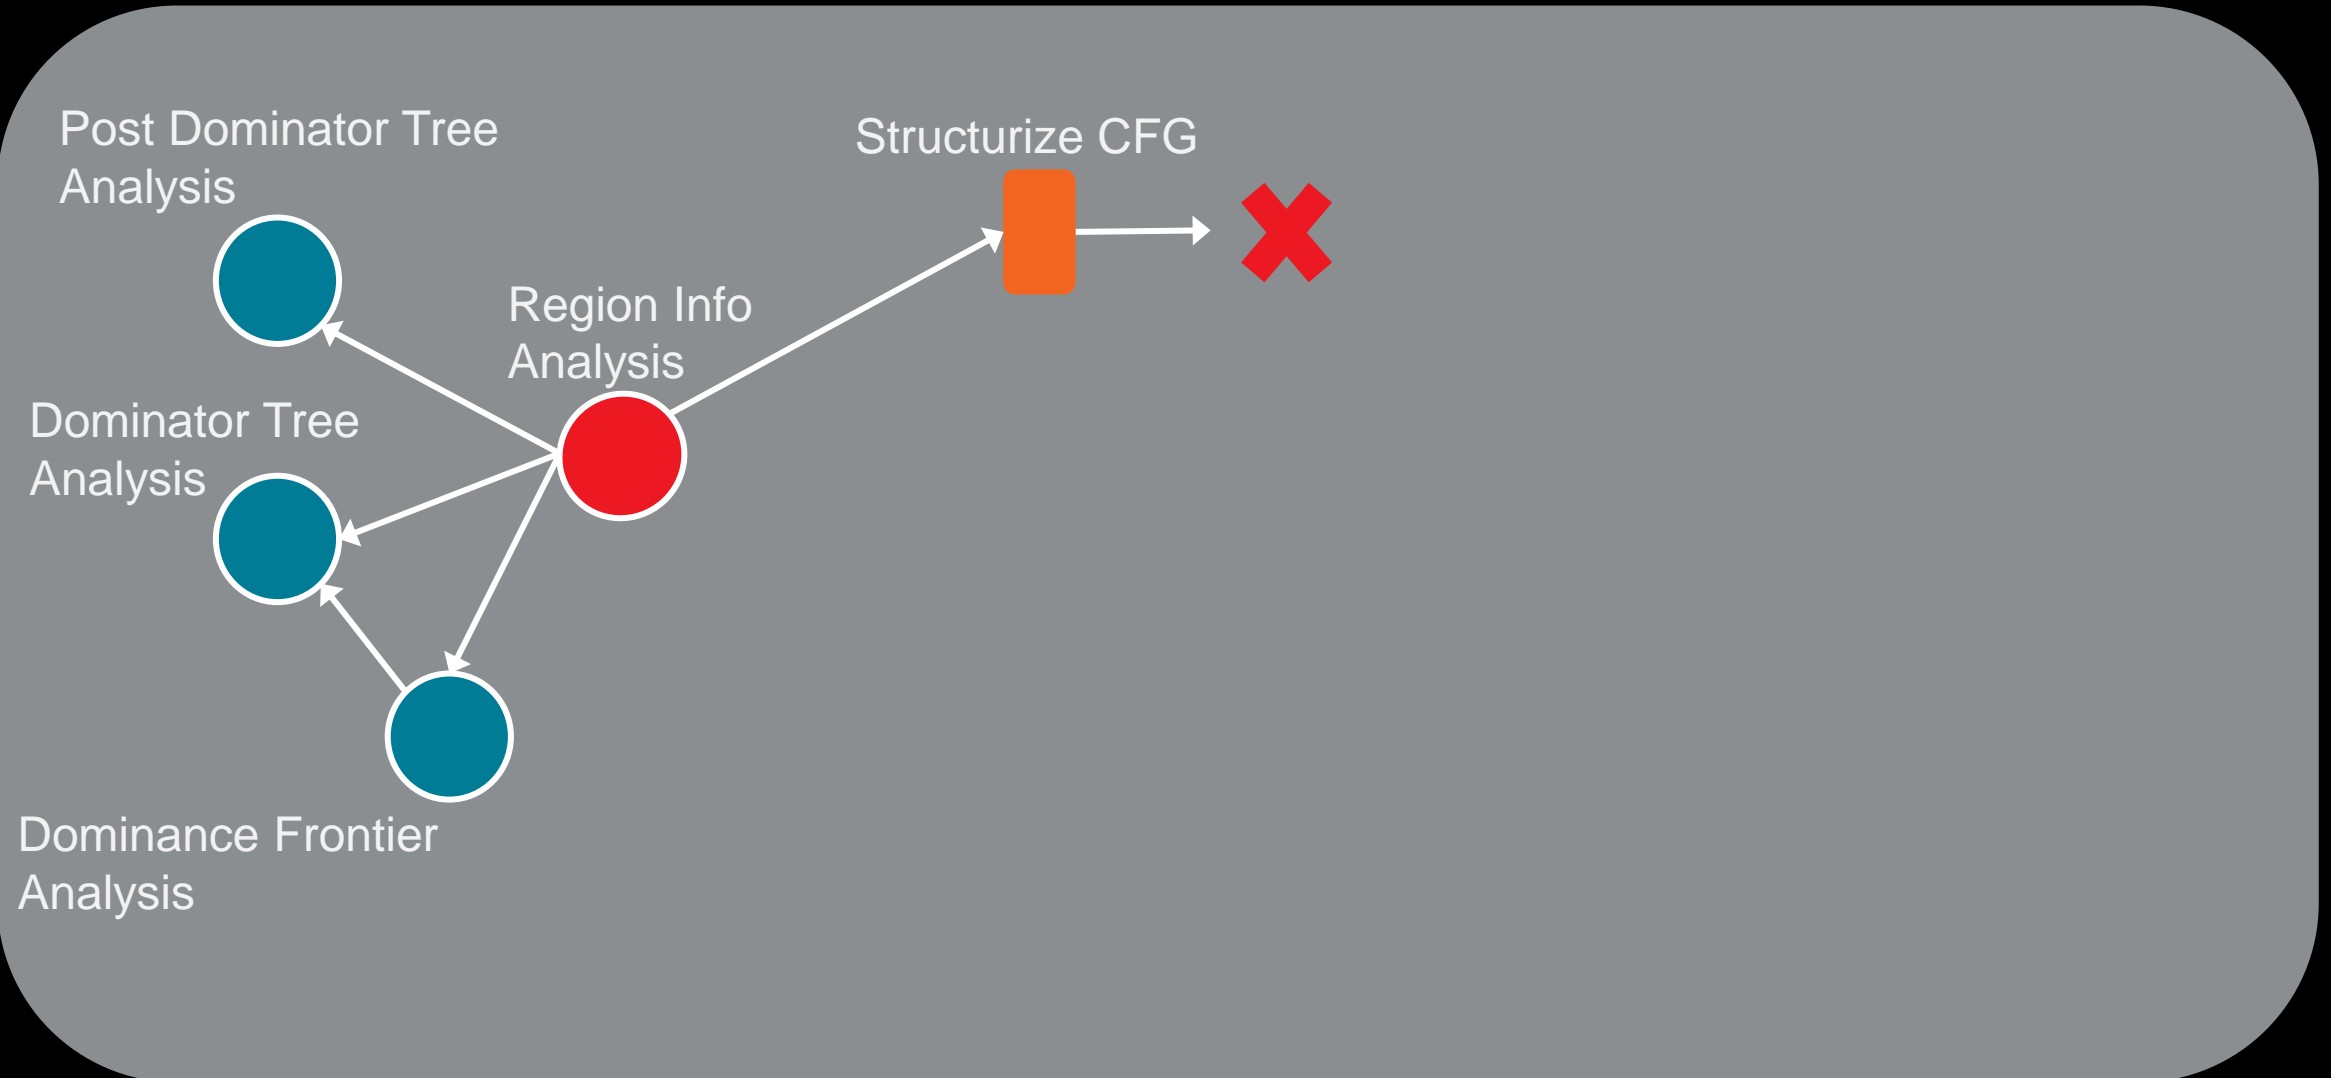 Post Dominator Tree
Analysis
Structurize CFG
Region Info
Analysis
Dominator Tree
Analysis
Dominance Frontier
Analysis